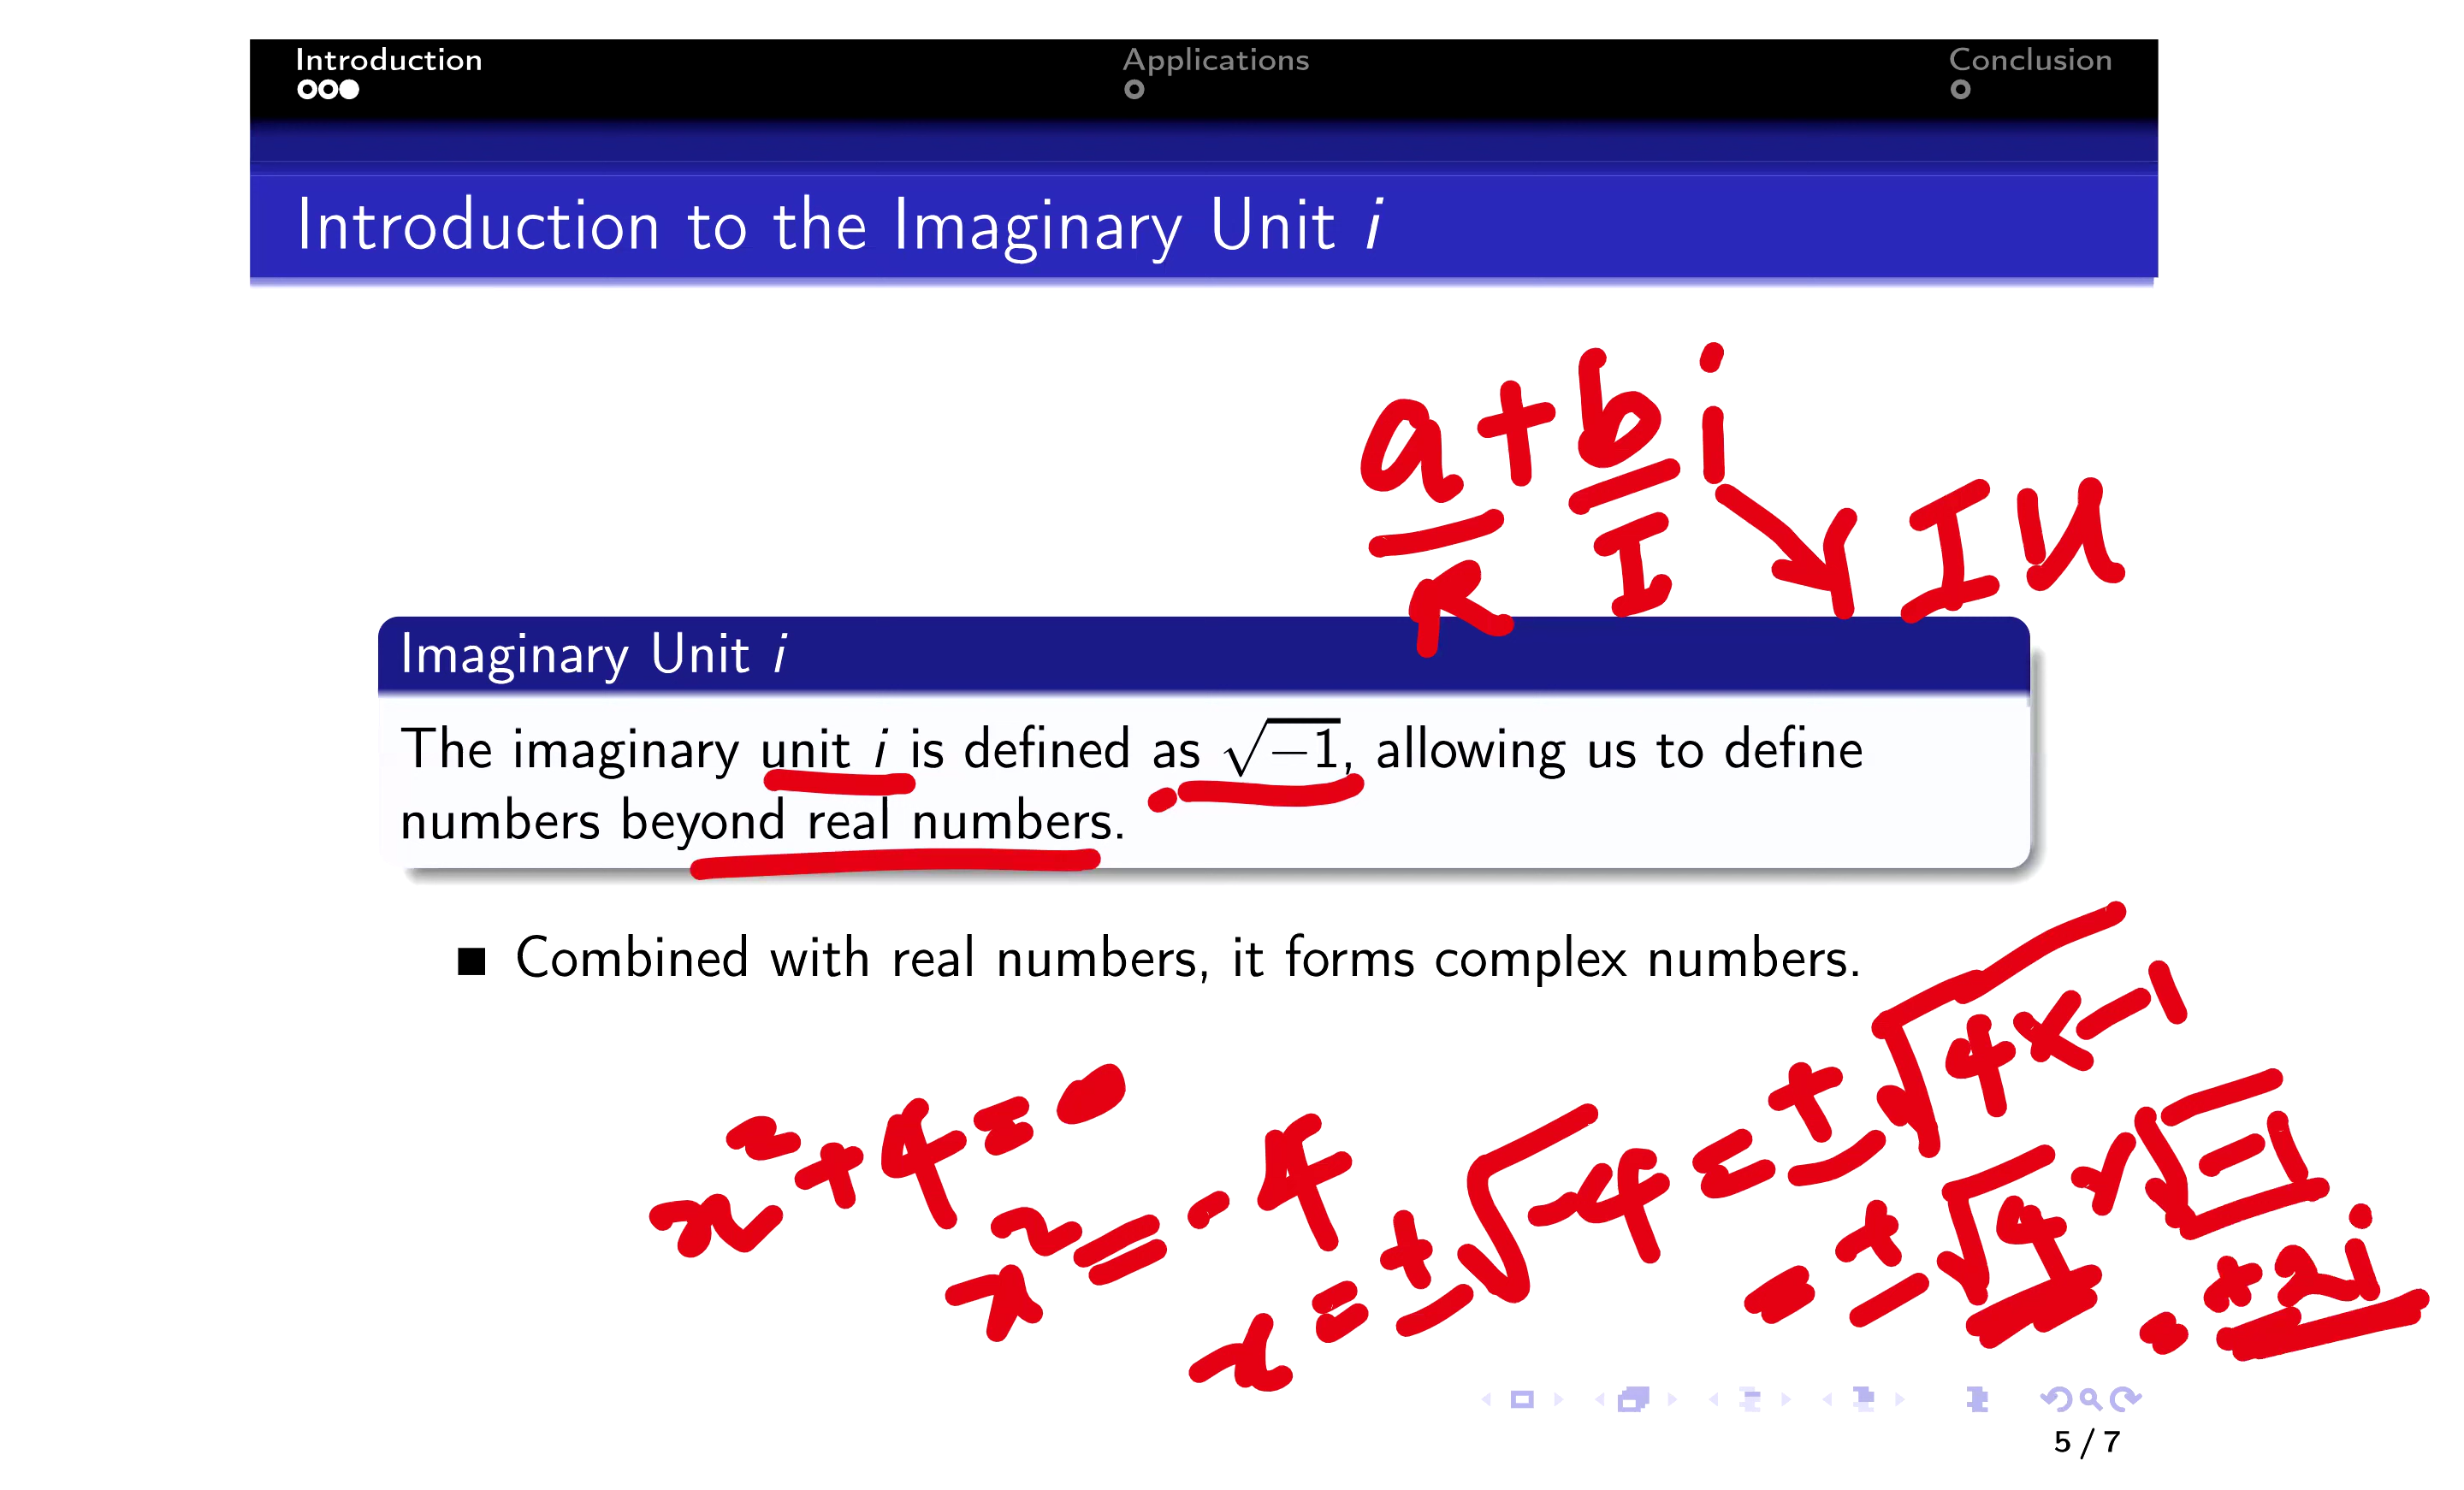 Introduction Applications Conclusion
Introduction to the Imaginary Unit i
a+bi
R I IU
Imaginary Unit i
The imaginary unit i is defined as √−1, allowing us to define
numbers beyond real numbers.
■ Combined with real numbers, it forms complex numbers.
x²+4=0
x²=-4
x=±√-4=±√4x-1
=±√4 x√-1
=±2i
5 / 7